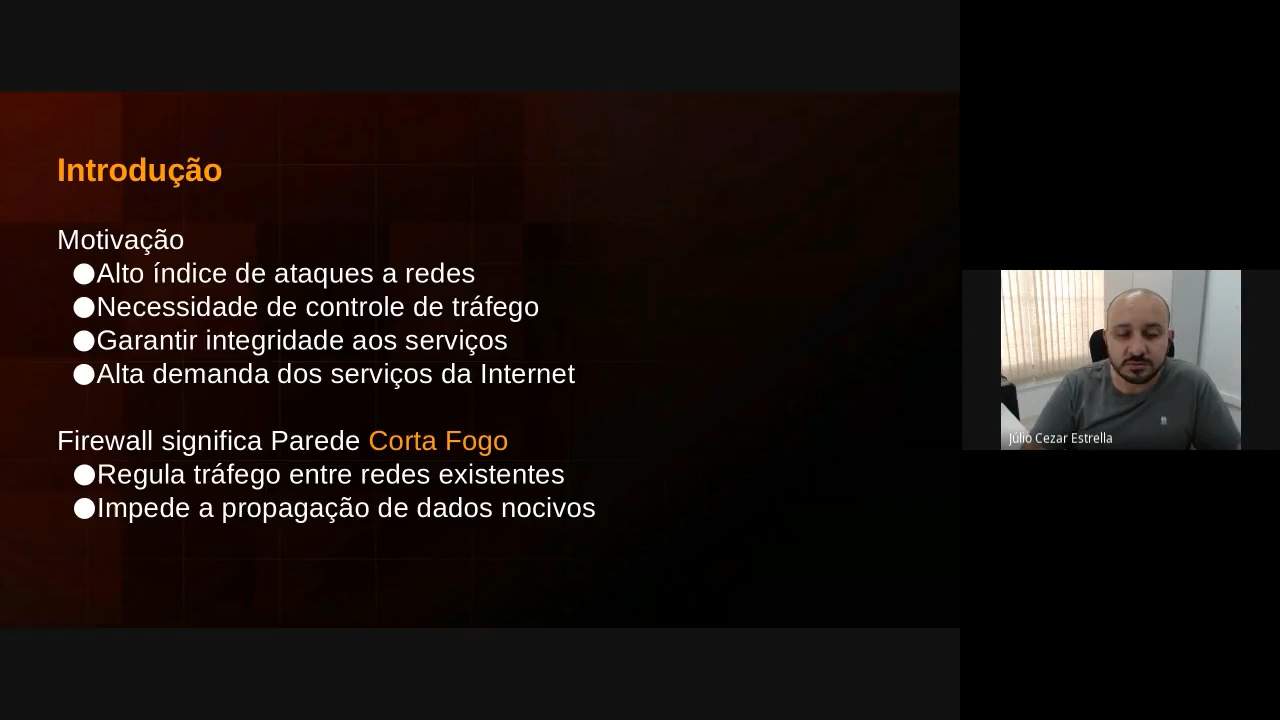 Introdução
Motivação
●Alto índice de ataques a redes
●Necessidade de controle de tráfego
●Garantir integridade aos serviços
●Alta demanda dos serviços da Internet
Firewall significa Parede Corta Fogo
●Regula tráfego entre redes existentes
●Impede a propagação de dados nocivos
Júlio Cezar Estrella